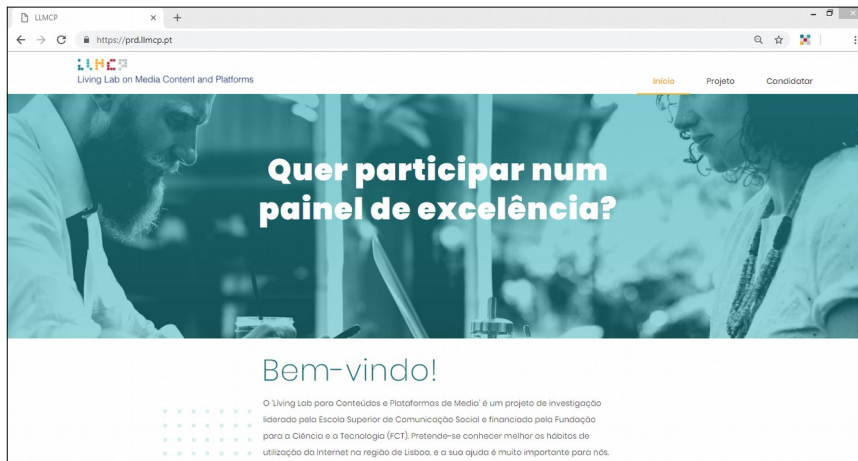 LLMCP
https://prd.llmcp.pt
LLMCP
Living Lab on Media Content and Platforms
Início Projeto Candidatar
Quer participar num
painel de excelência?
Bem-vindo!
O 'Living Lab para Conteúdos e Plataformas de Media' é um projeto de investigação
liderado pela Escola Superior de Comunicação Social e financiado pela Fundação
para a Ciência e a Tecnologia (FCT). Pretende-se conhecer melhor os hábitos de
utilização da Internet na região de Lisboa, e a sua ajuda é muito importante para nós.